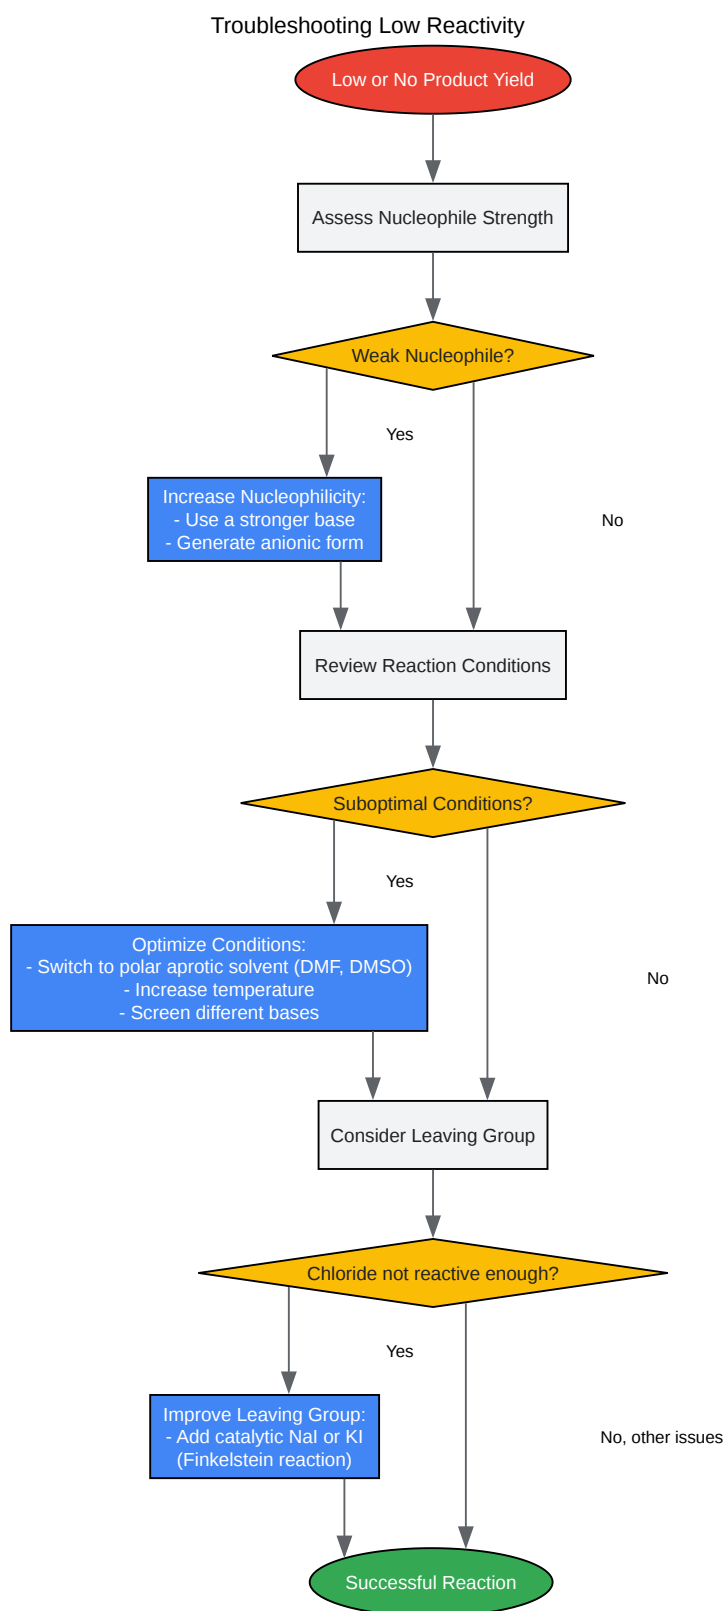 Troubleshooting Low Reactivity
Low or No Product Yield
Assess Nucleophile Strength
Weak Nucleophile?
Yes
Increase Nucleophilicity:
- Use a stronger base
- Generate anionic form
No
Review Reaction Conditions
Suboptimal Conditions?
Yes
Optimize Conditions:
- Switch to polar aprotic solvent (DMF, DMSO)
- Increase temperature
- Screen different bases
No
Consider Leaving Group
Chloride not reactive enough?
Yes
Improve Leaving Group:
- Add catalytic NaI or KI
(Finkelstein reaction)
No, other issues
Successful Reaction